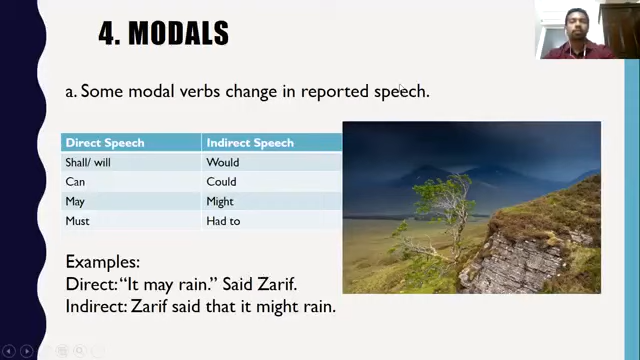 4. MODALS
a. Some modal verbs change in reported speech.
Direct Speech Indirect Speech
Shall/ will Would
Can Could
May Might
Must Had to
Examples:
Direct: “It may rain.” Said Zarif.
Indirect: Zarif said that it might rain.